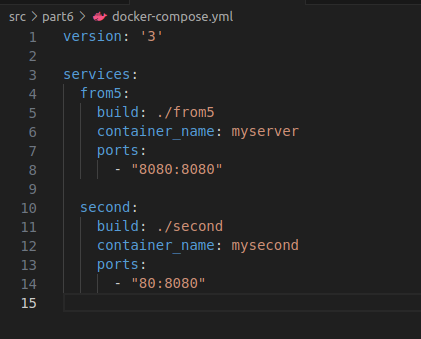 src > part6 > docker-compose.yml
1 version: '3'
2
3 services:
4   from5:
5     build: ./from5
6     container_name: myserver
7     ports:
8       - "8080:8080"
9
10   second:
11     build: ./second
12     container_name: mysecond
13     ports:
14       - "80:8080"
15